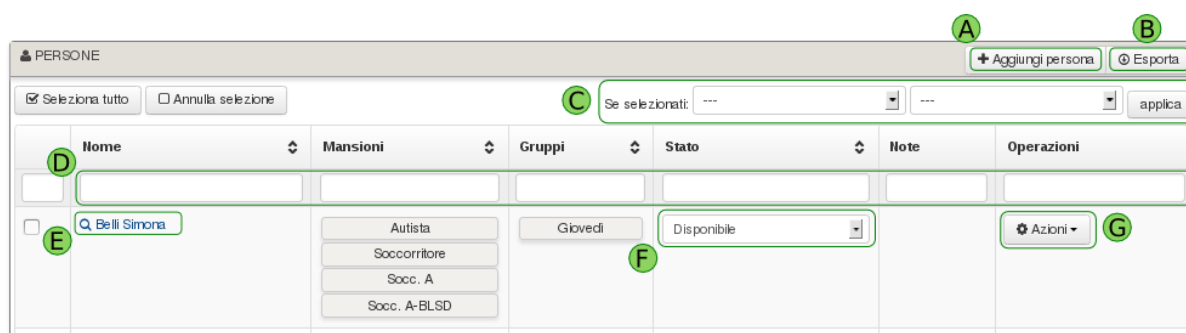 A
B
PERSONE
Aggiungi persona
Esporta
Seleziona tutto
Annulla selezione
C
Se selezionati:
---
---
applica
Nome
Mansioni
Gruppi
Stato
Note
Operazioni
D
E
Belli Simona
Autista
Soccorritore
Socc. A
Socc. A-BLSD
Giovedì
F
Disponibile
Azioni
G